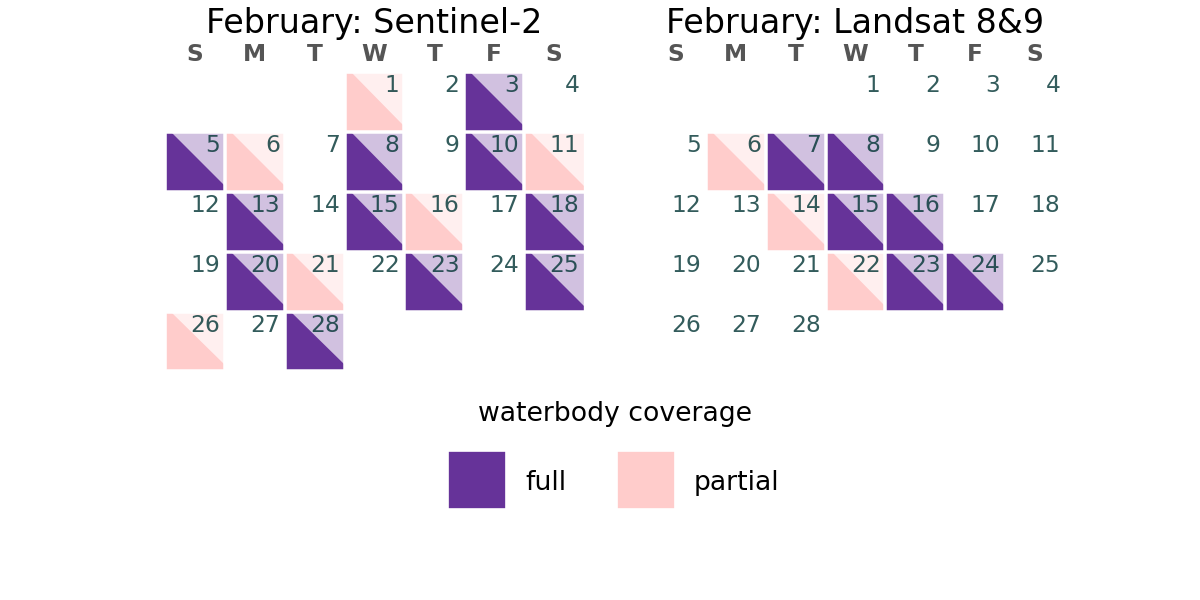 February: Sentinel-2
S M T W T F S
1 2 3 4
5 6 7 8 9 10 11
12 13 14 15 16 17 18
19 20 21 22 23 24 25
26 27 28
February: Landsat 8&9
S M T W T F S
1 2 3 4
5 6 7 8 9 10 11
12 13 14 15 16 17 18
19 20 21 22 23 24 25
26 27 28
waterbody coverage
full partial